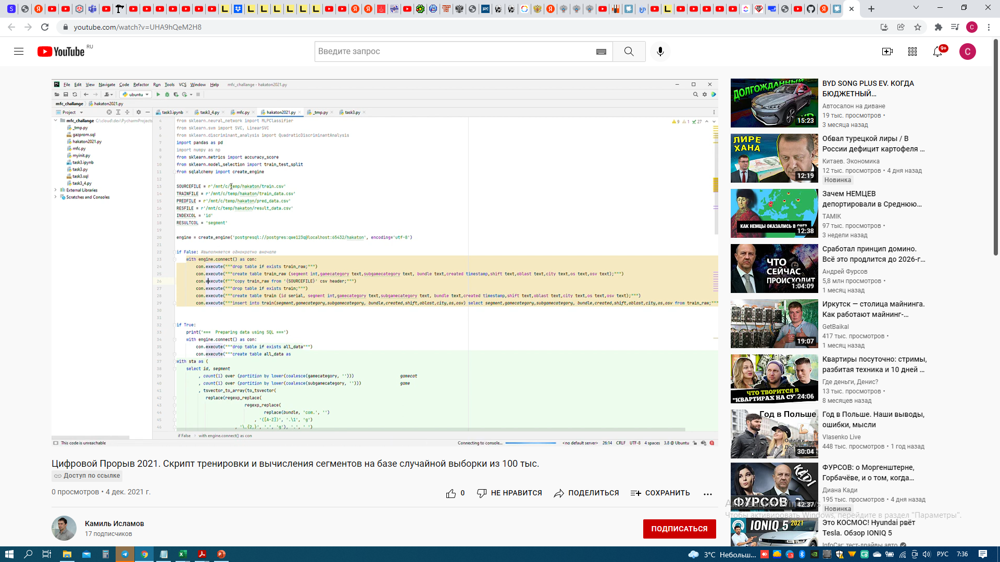 youtube.com/watch?v=UHA9hQeM2H8
YouTube RU
Введите запрос
9+
C
File Edit View Navigate Code Refactor Run Tools VCS Window Help mfc_challange - hakaton2021.py
ubuntu
mfc_challange hakaton2021.py
Project
task3.ipynb task3_4.py mfc.py hakaton2021.py _tmp.py task3.py
mfc_challange C:\cloud\dev\PycharmProjects
_tmp.py
gazprom.sql
hakaton2021.py
mfc.py
myinit.py
task3.ipynb
task3.py
task3.sql
task3_4.py
External Libraries
Scratches and Consoles
9 1 27
4 from sklearn.neural_network import MLPClassifier
5 from sklearn.svm import SVC, LinearSVC
6 from sklearn.discriminant_analysis import QuadraticDiscriminantAnalysis
7 import pandas as pd
8 import numpy as np
9 from sklearn.metrics import accuracy_score
10 from sklearn.model_selection import train_test_split
11 from sqlalchemy import create_engine
12
13 SOURCEFILE = r'/mnt/c/temp/hakaton/train.csv'
14 TRAINFILE = r'/mnt/c/temp/hakaton/train_data.csv'
15 PREDFILE = r'/mnt/c/temp/hakaton/pred_data.csv'
16 RESFILE = r'/mnt/c/temp/hakaton/result_data.csv'
17 INDEXCOL = 'id'
18 RESULTCOL = 'segment'
19
20 engine = create_engine('postgresql://postgres:qwe123q@localhost:65432/hakaton', encoding='utf-8')
21
22 if False: #выполняется однократно вначале
23 with engine.connect() as con:
24 con.execute("""drop table if exists train_raw;""")
25 con.execute("""create table train_raw (segment int,gamecategory text,subgamecategory text, bundle text,created timestamp,shift text,oblast text,city text,os text,osv text);""")
26 con.execute(f"""copy train_raw from '{SOURCEFILE}' csv header;""")
27 con.execute("""drop table if exists train;""")
28 con.execute("""create table train (id serial, segment int,gamecategory text,subgamecategory text, bundle text,created timestamp,shift text,oblast text,city text,os text,osv text);""")
29 con.execute("""insert into train(segment,gamecategory,subgamecategory, bundle,created,shift,oblast,city,os,osv) select segment,gamecategory,subgamecategory, bundle,created,shift,oblast,city,os,osv from train_raw;"""
30
31
32 if True:
33 print('=== Preparing data using SQL ===')
34 with engine.connect() as con:
35 con.execute("""drop table if exists all_data""")
36 con.execute("""create table all_data as
37 with sta as (
38 select id, segment
39 , count(1) over (partition by lower(coalesce(gamecategory, ''))) gamecat
40 , count(1) over (partition by lower(coalesce(subgamecategory, ''))) game
41 , tsvector_to_array(to_tsvector(
42 replace(regexp_replace(
43 regexp_replace(
44 replace(bundle, 'com.', '')
45 , '([A-Z])', '.\1', 'g')
46 , '\.{2,}', '.', 'g'), '.', ' ')
if False with engine.connect() as con
This code is unreachable
Connecting to console... <no default server> 26:14 CRLF UTF-8 4 spaces 3.8 @ Ubuntu
Цифровой Прорыв 2021. Скрипт тренировки и вычисления сегментов на базе случайной выборки из 100 тыс.
Доступ по ссылке
0 просмотров • 4 дек. 2021 г.
0 НЕ НРАВИТСЯ ПОДЕЛИТЬСЯ СОХРАНИТЬ
Камиль Исламов
17 подписчиков
ПОДПИСАТЬСЯ
ДОЛГОЖДАННЫЙ
15:23
BYD SONG PLUS EV. КОГДА
БЮДЖЕТНЫЙ...
Автосалон на диване
19 тыс. просмотров •
3 месяца назад
ЛИРЕ
ХАНА
12:19
Обвал турецкой лиры / В
России дефицит картофеля ...
Китаев. Экономика
12 тыс. просмотров • 4 дня назад
Новинка
КАК НЕМЦЫ ОКАЗАЛИСЬ В СНГ?
12:38
Зачем НЕМЦЕВ
депортировали в Среднюю...
TAMIK
97 тыс. просмотров •
3 недели назад
ЧТО
СЕЙЧАС
ПРОИСХОДИТ
1:04:09
Сработал принцип домино.
Всё это продлится до 2026-г...
Андрей Фурсов
5,8 млн просмотров •
1 месяц назад
19:07
Иркутск — столица майнинга.
Как работают майнинг-...
GetBaikal
417 тыс. просмотров •
1 месяц назад
ЧТО ТВОРИТСЯ В
"КВАРТИРАХ НА СУ
24:06
Квартиры посуточно: стримы,
разбитая техника и 10 дней ...
Где деньги, Денис?
13 тыс. просмотров •
8 месяцев назад
Год в Польше
Ошибки
30:04
Год в Польше. Наши выводы,
ошибки, мысли
Vlasenko Live
448 тыс. просмотров • 1 год назад
КАДИ
ФУРСОВ
42:37
ФУРСОВ: о Моргенштерне,
Горбачёве, и о том, когда...
Диана Кади
195 тыс. просмотров • 4 дня назад
Новинка
Активация Windows
Чтобы активировать Windows, перейдите в раздел "Параметры".
IONIQ 5 2021
Это КОСМОС! Hyundai рвёт
Tesla. Обзор IONIQ 5
InfoCar: тест-драйвы авто
3°C Небольш... РУС 7:36